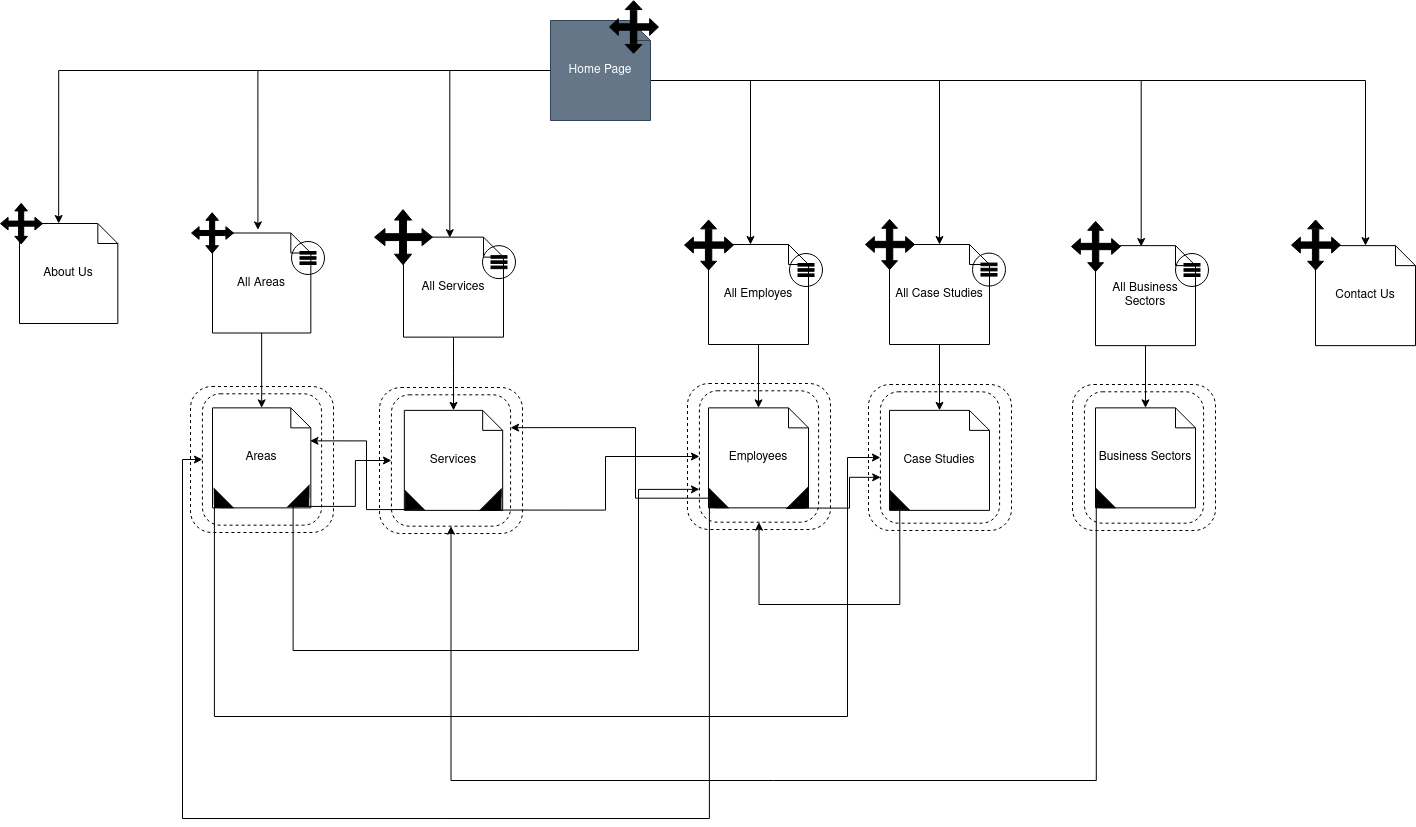 Home Page
About Us
All Areas
All Services
All Employes
All Case Studies
All Business
Sectors
Contact Us
Areas
Services
Employees
Case Studies
Business Sectors